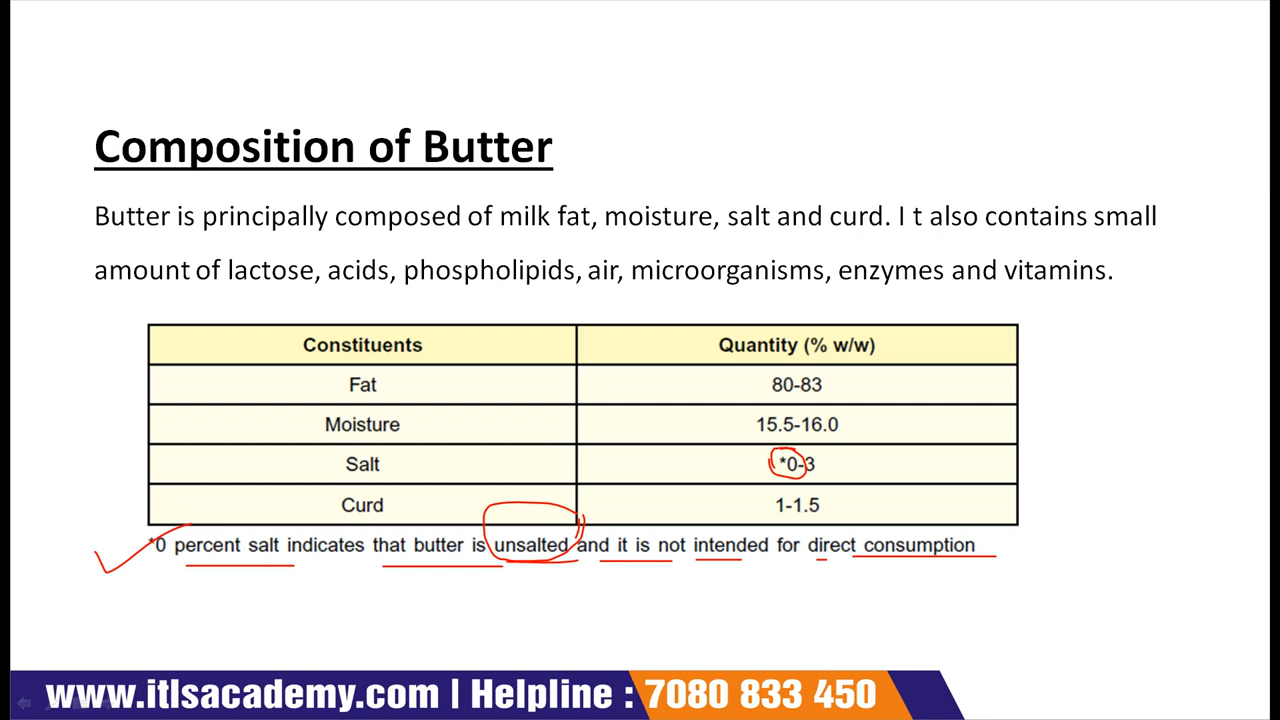 Composition of Butter
Butter is principally composed of milk fat, moisture, salt and curd. I t also contains small
amount of lactose, acids, phospholipids, air, microorganisms, enzymes and vitamins.
Constituents Quantity (% w/w)
Fat 80-83
Moisture 15.5-16.0
Salt *0-3
Curd 1-1.5
*0 percent salt indicates that butter is unsalted and it is not intended for direct consumption
www.itlsacademy.com | Helpline : 7080 833 450